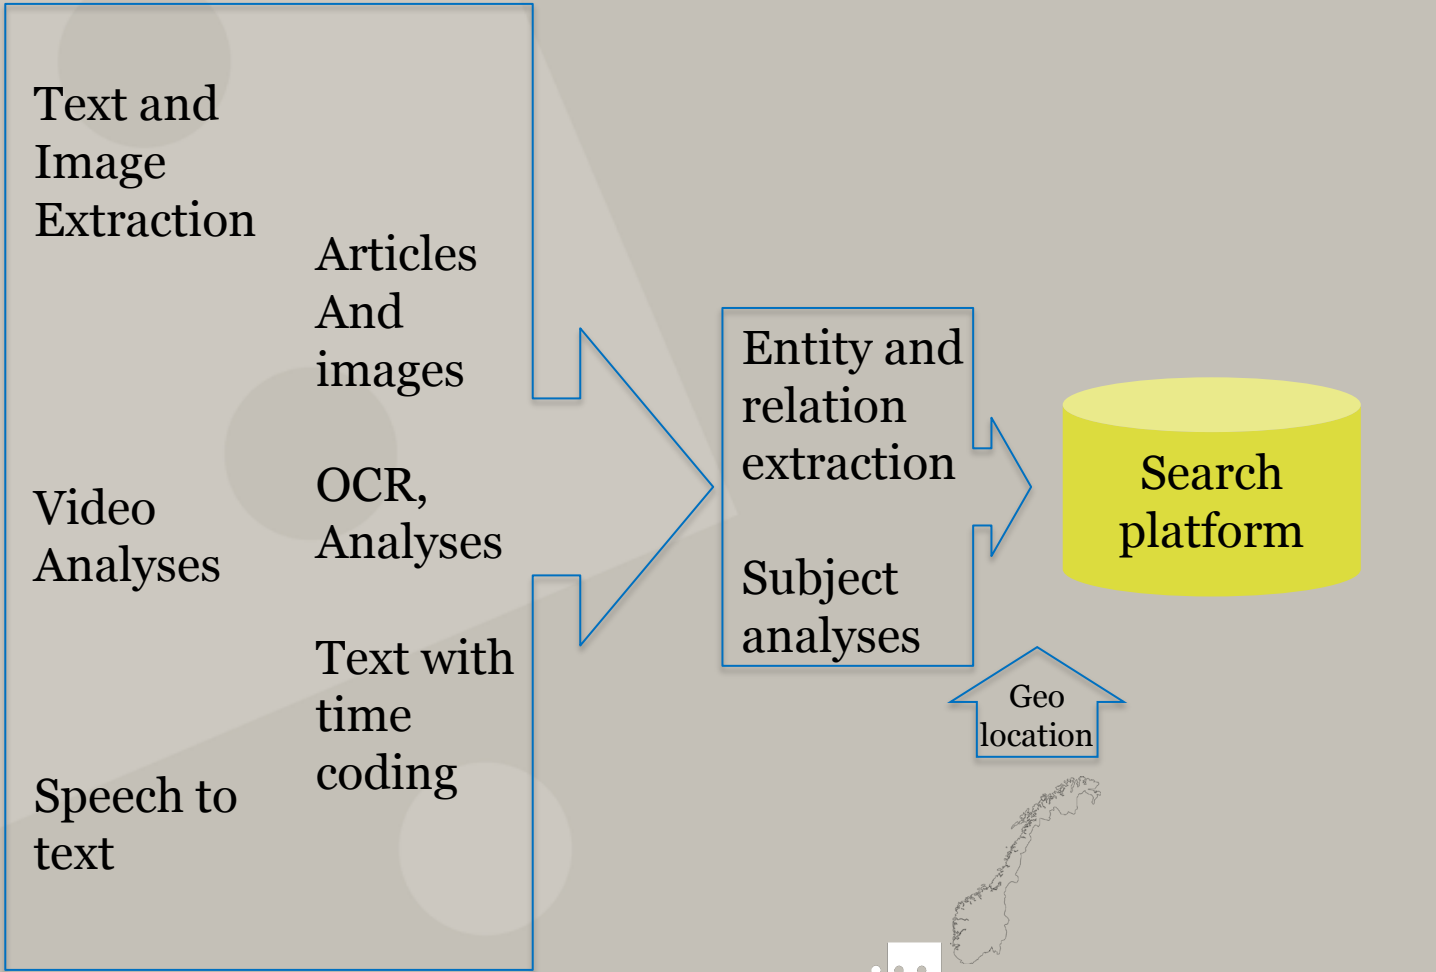 Text and
Image
Extraction
Video
Analyses
Speech to
text
Articles
And
images
OCR,
Analyses
Text with
time
coding
Entity and
relation
extraction
Subject
analyses
Search
platform
Geo
location